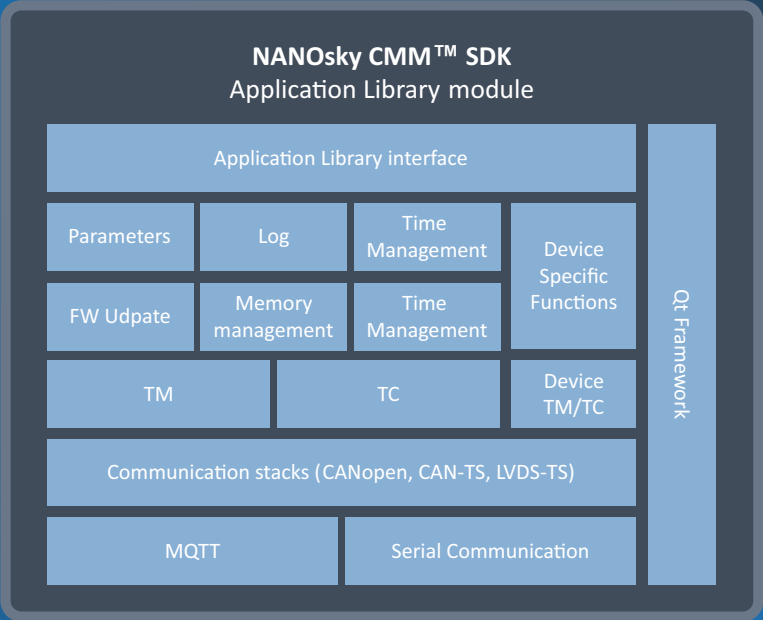 NANOsky CMM™ SDK
Application Library module
Application Library interface
Parameters
Log
Time
Management
Device
Specific
Functions
FW Udpate
Memory
management
Time
Management
TM
TC
Device
TM/TC
Communication stacks (CANopen, CAN-TS, LVDS-TS)
MQTT
Serial Communication
Qt Framework